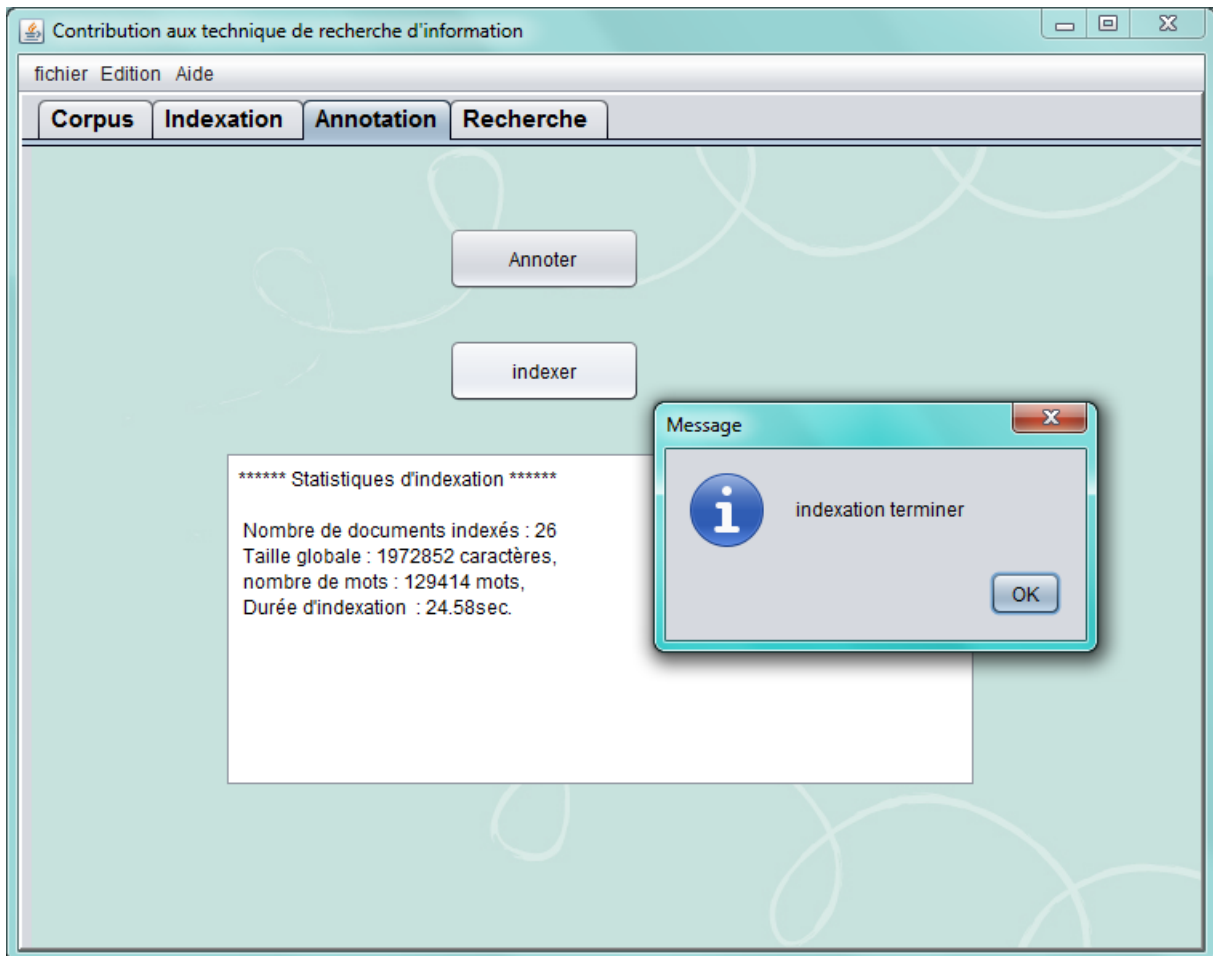 Contribution aux technique de recherche d'information
fichier Edition Aide
Corpus Indexation Annotation Recherche
Annoter
indexer
Message
indexation terminer
OK
****** Statistiques d'indexation ******
Nombre de documents indexés : 26
Taille globale : 1972852 caractères,
nombre de mots : 129414 mots,
Durée d'indexation : 24.58sec.